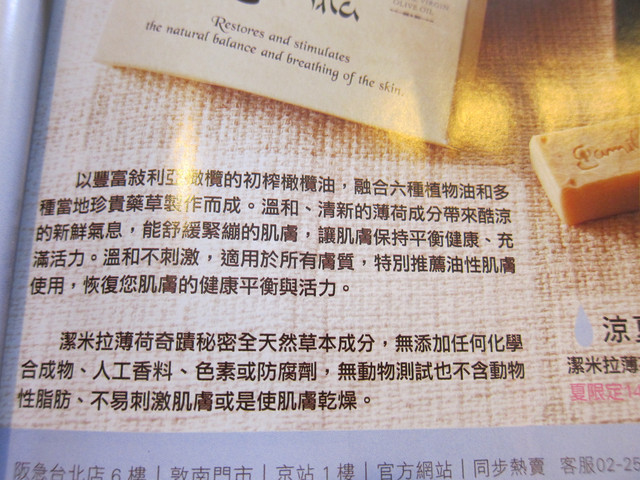 VIRGIN
OLIVE OIL
Restores and stimulates
the natural balance and breathing of the skin.
以豐富敍利亞橄欖的初榨橄欖油，融合六種植物油和多
種當地珍貴藥草製作而成。溫和、清新的薄荷成分帶來酷涼
的新鮮氣息，能舒緩緊繃的肌膚，讓肌膚保持平衡健康、充
滿活力。溫和不刺激，適用於所有膚質，特別推薦油性肌膚
使用，恢復您肌膚的健康平衡與活力。
潔米拉薄荷奇蹟秘密全天然草本成分，無添加任何化學
合成物、人工香料、色素或防腐劑，無動物測試也不含動物
性脂肪、不易刺激肌膚或是使肌膚乾燥。
涼
潔米拉薄
夏限定14
阪急台北店 6 樓 | 敦南門市 | 京站 1 樓 | 官方網站 | 同步熱賣 客服02-25